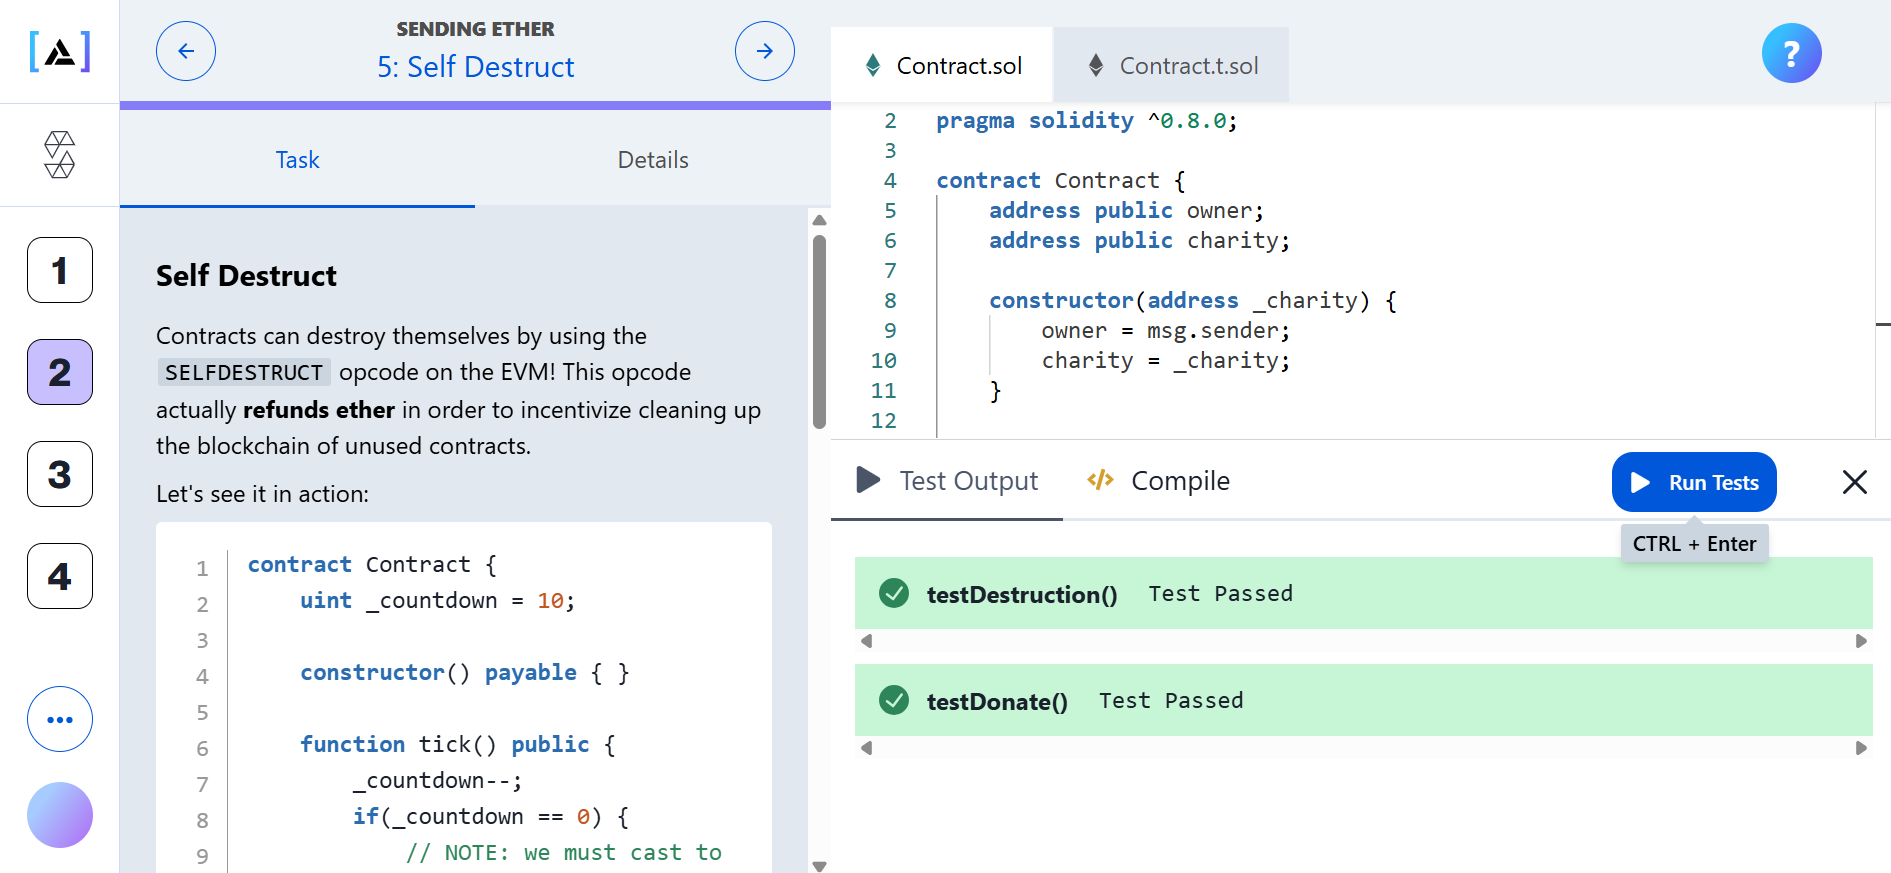 [A]
SENDING ETHER
5: Self Destruct
Task
Details
1
2
3
4
Self Destruct
Contracts can destroy themselves by using the
SELFDESTRUCT opcode on the EVM! This opcode
actually refunds ether in order to incentivize cleaning up
the blockchain of unused contracts.
Let's see it in action:
1 contract Contract {
2 uint _countdown = 10;
3
4 constructor() payable { }
5
6 function tick() public {
7 _countdown--;
8 if(_countdown == 0) {
9 // NOTE: we must cast to
Contract.sol
Contract.t.sol
?
2 pragma solidity ^0.8.0;
3
4 contract Contract {
5 address public owner;
6 address public charity;
7
8 constructor(address _charity) {
9 owner = msg.sender;
10 charity = _charity;
11 }
12
Test Output
</> Compile
Run Tests
CTRL + Enter
testDestruction() Test Passed
testDonate() Test Passed